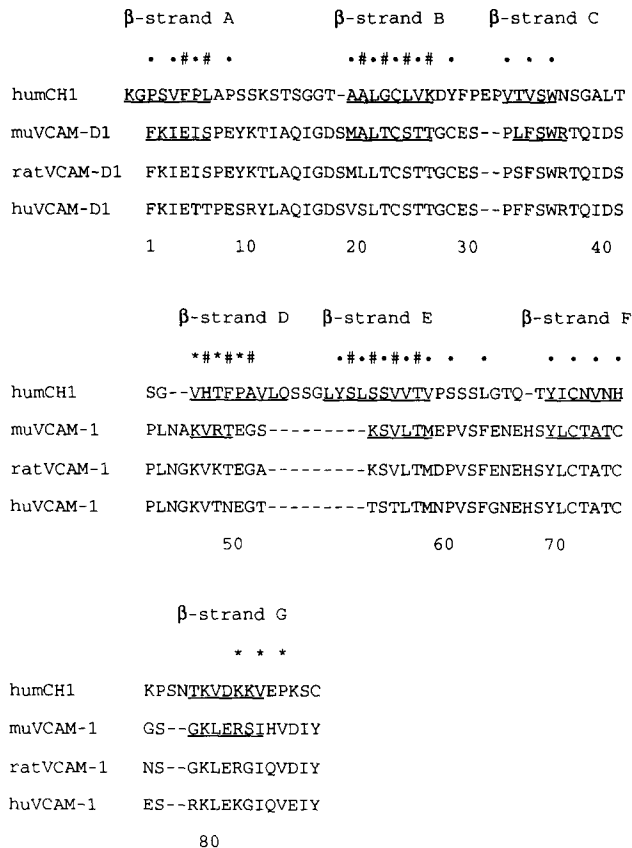 β-strand A β-strand B β-strand C
. .#.#. .#.#.#.#. . . .
humCH1 KGPSVFPLAPSSKSTSGGT-AALGCLVKDYFPEPVTVSWNSGALT
muVCAM-D1 FKIEISPEYKTIAQIGDSMALTCSTTGCES--PLFSWRTQIDS
ratVCAM-D1 FKIEISPEYKTLAQIGDSMLLTCSTTGCES--PSFSWRTQIDS
huVCAM-D1 FKIETTPESRYLAQIGDSVSLTCSTTGCES--PFFSWRTQIDS
1 10 20 30 40
β-strand D β-strand E β-strand F
*#*#*# .#.#.#.#. . . . . . .
humCH1 SG--VHTFPAVLQSSGLYSLSSVVTVPSSSLGTQ-TYICNVNH
muVCAM-1 PLNAKVRTEGS---------KSVLTMEPVSFENEHSYLCTATC
ratVCAM-1 PLNGKVKTEGA---------KSVLTMDPVSFENEHSYLCTATC
huVCAM-1 PLNGKVTNEGT---------TSTLTMNPVSFGNEHSYLCTATC
50 60 70
β-strand G
* * *
humCH1 KPSNTKVDKKVEPKSC
muVCAM-1 GS--GKLERSIHVDIY
ratVCAM-1 NS--GKLERGIQVDIY
huVCAM-1 ES--RKLEKGIQVEIY
80